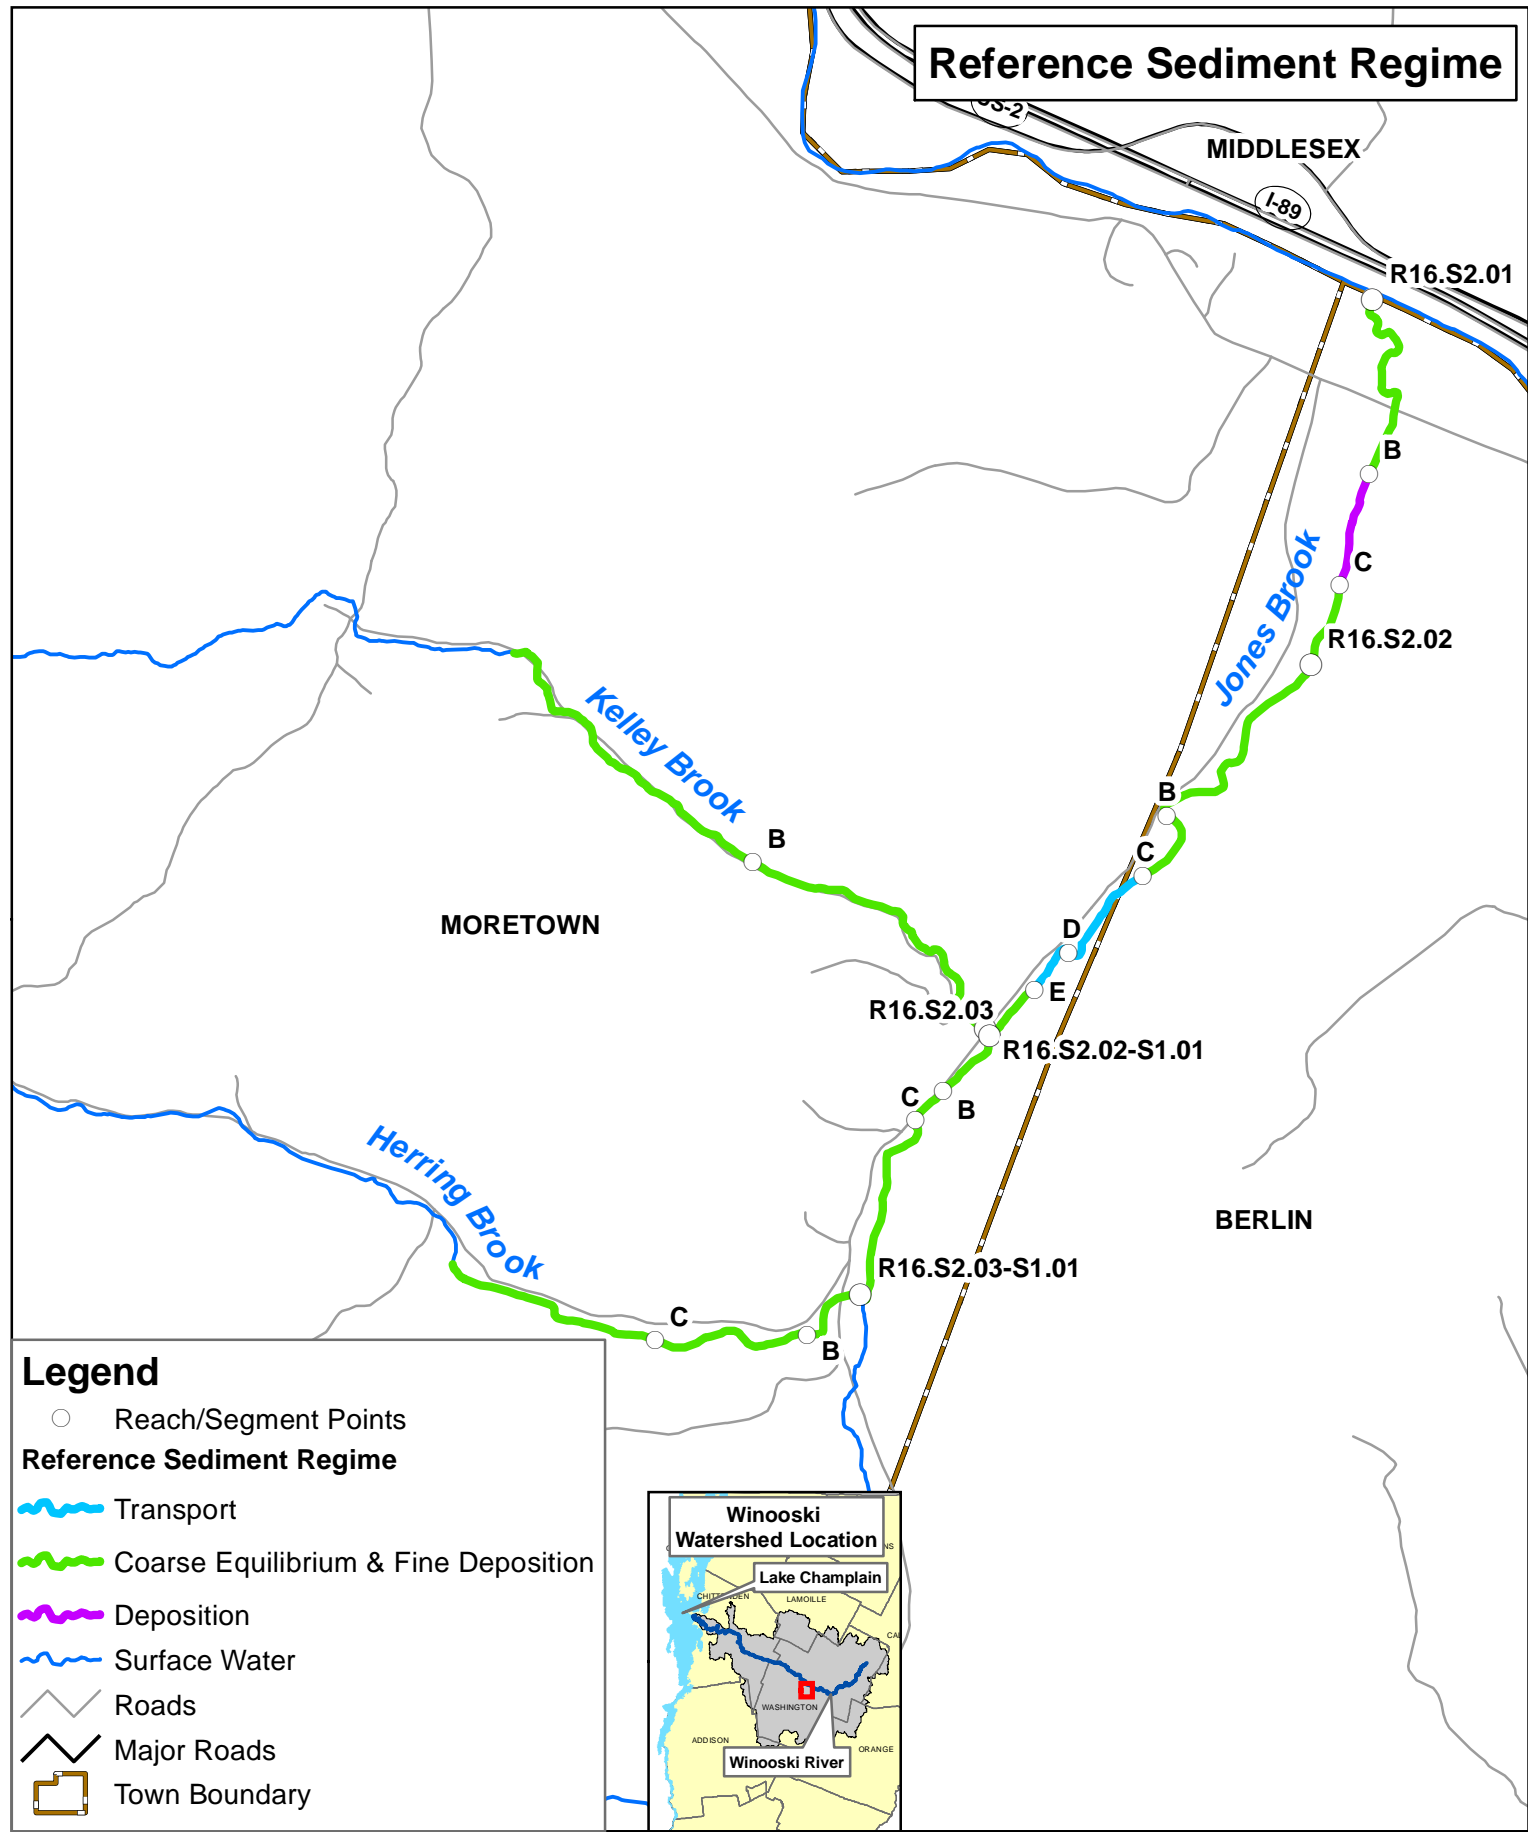 Reference Sediment Regime
US-2
MIDDLESEX
I-89
R16.S2.01
B
C
Jones Brook
R16.S2.02
Kelley Brook
B
B
C
MORETOWN
D
E
R16.S2.03
R16.S2.02-S1.01
C
B
Herring Brook
BERLIN
R16.S2.03-S1.01
C
B
Legend
Reach/Segment Points
Reference Sediment Regime
Transport
Coarse Equilibrium & Fine Deposition
Deposition
Surface Water
Roads
Major Roads
Town Boundary
Winooski
Watershed Location
Lake Champlain
LAMOILLE
WASHINGTON
ADDISON
ORANGE
Winooski River